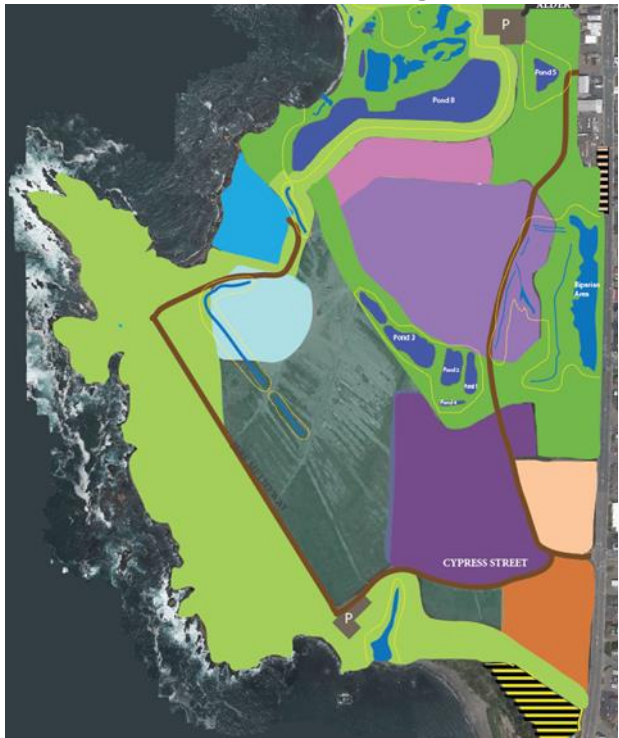 ALDER
P
Pond 5
Pond 8
Riparian
Area
Pond 3
Pond 2
Pond 1
Pond 4
CYPRESS STREET
P